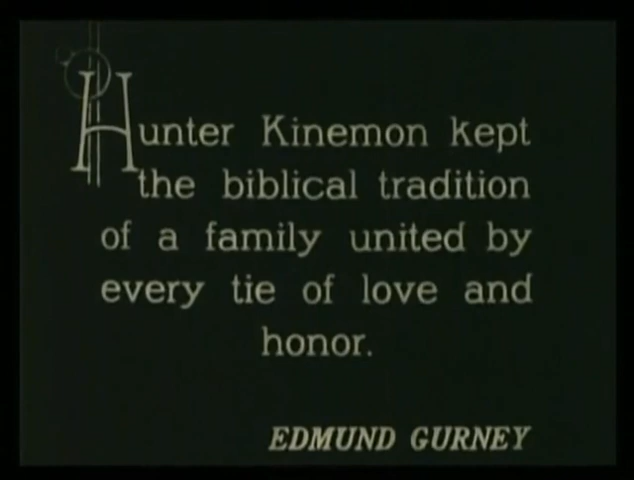 Hunter Kinemon kept
the biblical tradition
of a family united by
every tie of love and
honor.
EDMUND GURNEY